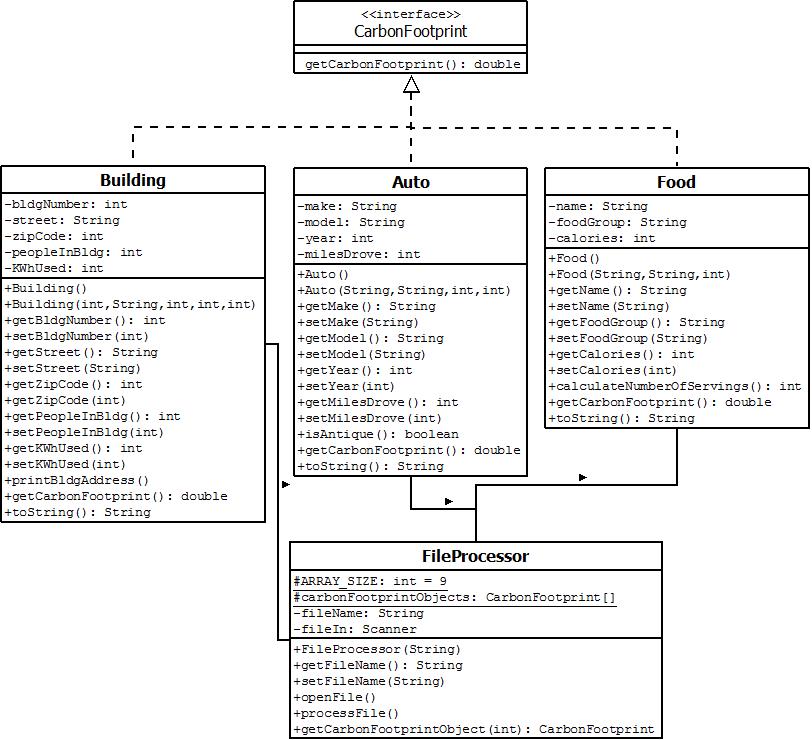 <<interface>>
CarbonFootprint
getCarbonFootprint(): double
Building
-bldgNumber: int
-street: String
-zipCode: int
-peopleInBldg: int
-KWhUsed: int
+Building()
+Building(int,String,int,int,int)
+getBldgNumber(): int
+setBldgNumber(int)
+getStreet(): String
+setStreet(String)
+getZipCode(): int
+getZipCode(int)
+getPeopleInBldg(): int
+setPeopleInBldg(int)
+getKWhUsed(): int
+setKWhUsed(int)
+printBldgAddress()
+getCarbonFootprint(): double
+toString(): String
Auto
-make: String
-model: String
-year: int
-milesDrove: int
+Auto()
+Auto(String,String,int,int)
+getMake(): String
+setMake(String)
+getModel(): String
+setModel(String)
+getYear(): int
+setYear(int)
+getMilesDrove(): int
+setMilesDrove(int)
+isAntique(): boolean
+getCarbonFootprint(): double
+toString(): String
Food
-name: String
-foodGroup: String
-calories: int
+Food()
+Food(String,String,int)
+getName(): String
+setName(String)
+getFoodGroup(): String
+setFoodGroup(String)
+getCalories(): int
+setCalories(int)
+calculateNumberOfServings(): int
+getCarbonFootprint(): double
+toString(): String
FileProcessor
#ARRAY_SIZE: int = 9
#carbonFootprintObjects: CarbonFootprint[]
-fileName: String
-fileIn: Scanner
+FileProcessor(String)
+getFileName(): String
+setFileName(String)
+openFile()
+processFile()
+getCarbonFootprintObject(int): CarbonFootprint